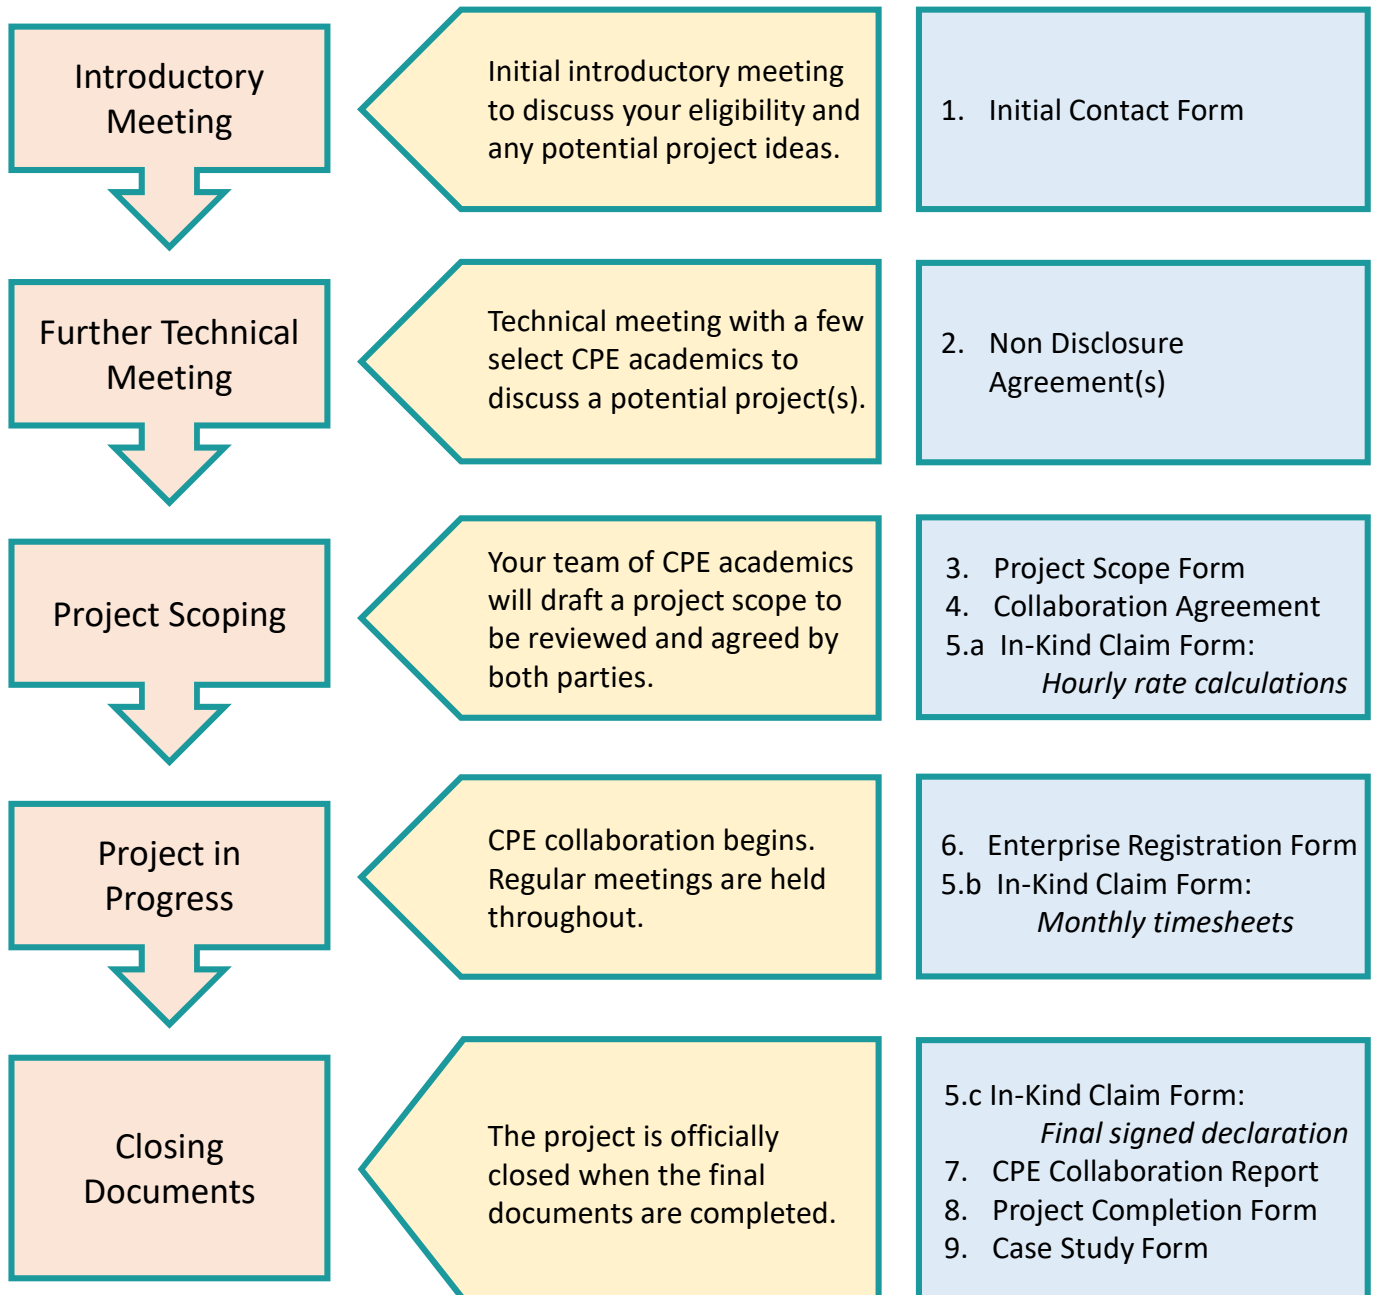 Introductory
Meeting
Initial introductory meeting
to discuss your eligibility and
any potential project ideas.
1. Initial Contact Form
Further Technical
Meeting
Technical meeting with a few
select CPE academics to
discuss a potential project(s).
2. Non Disclosure
Agreement(s)
Project Scoping
Your team of CPE academics
will draft a project scope to
be reviewed and agreed by
both parties.
3. Project Scope Form
4. Collaboration Agreement
5.a In-Kind Claim Form:
Hourly rate calculations
Project in
Progress
CPE collaboration begins.
Regular meetings are held
throughout.
6. Enterprise Registration Form
5.b In-Kind Claim Form:
Monthly timesheets
Closing
Documents
The project is officially
closed when the final
documents are completed.
5.c In-Kind Claim Form:
Final signed declaration
7. CPE Collaboration Report
8. Project Completion Form
9. Case Study Form